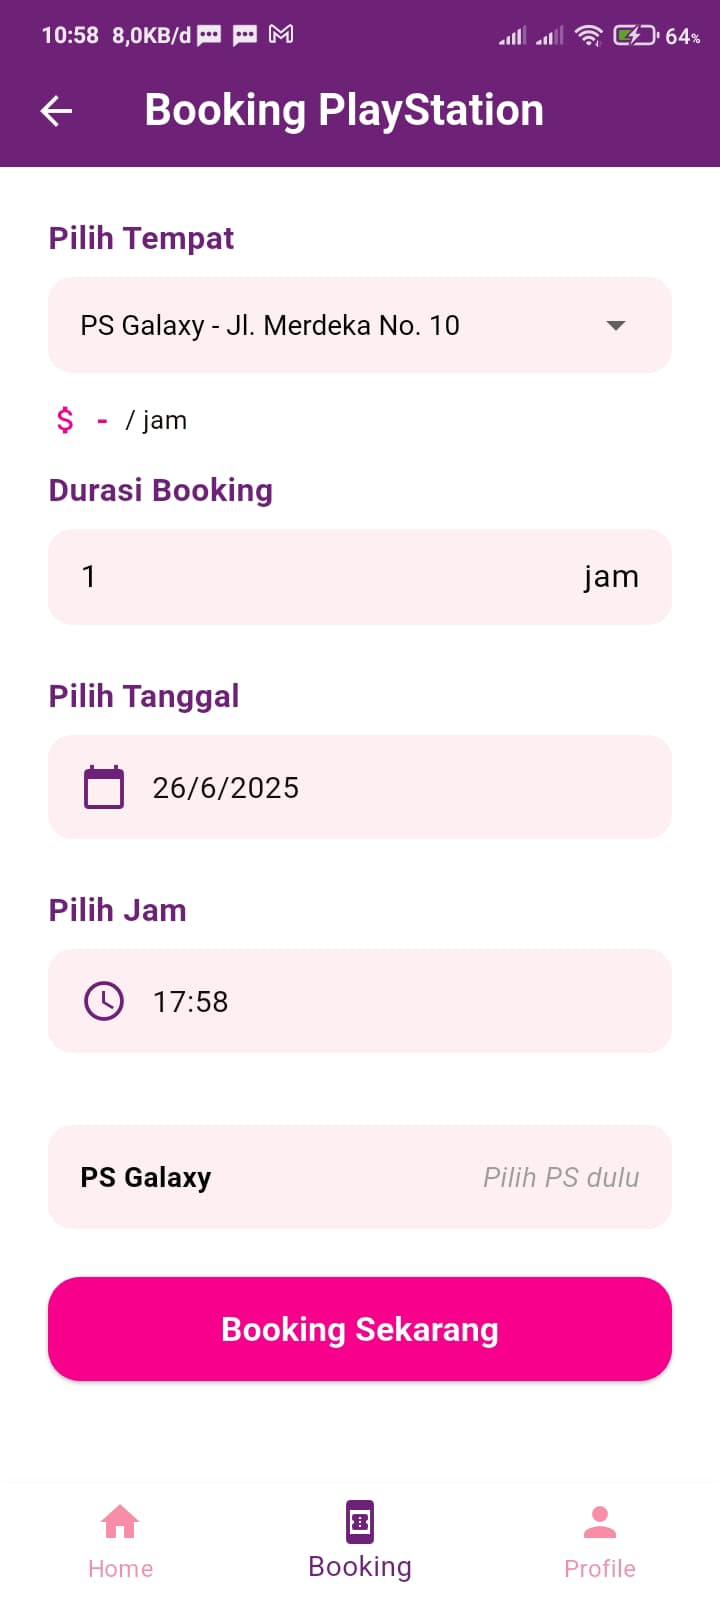 10:58 8,0KB/d 64%
Booking PlayStation
Pilih Tempat
PS Galaxy - Jl. Merdeka No. 10
$ - / jam
Durasi Booking
1 jam
Pilih Tanggal
26/6/2025
Pilih Jam
17:58
PS Galaxy Pilih PS dulu
Booking Sekarang
Home Booking Profile